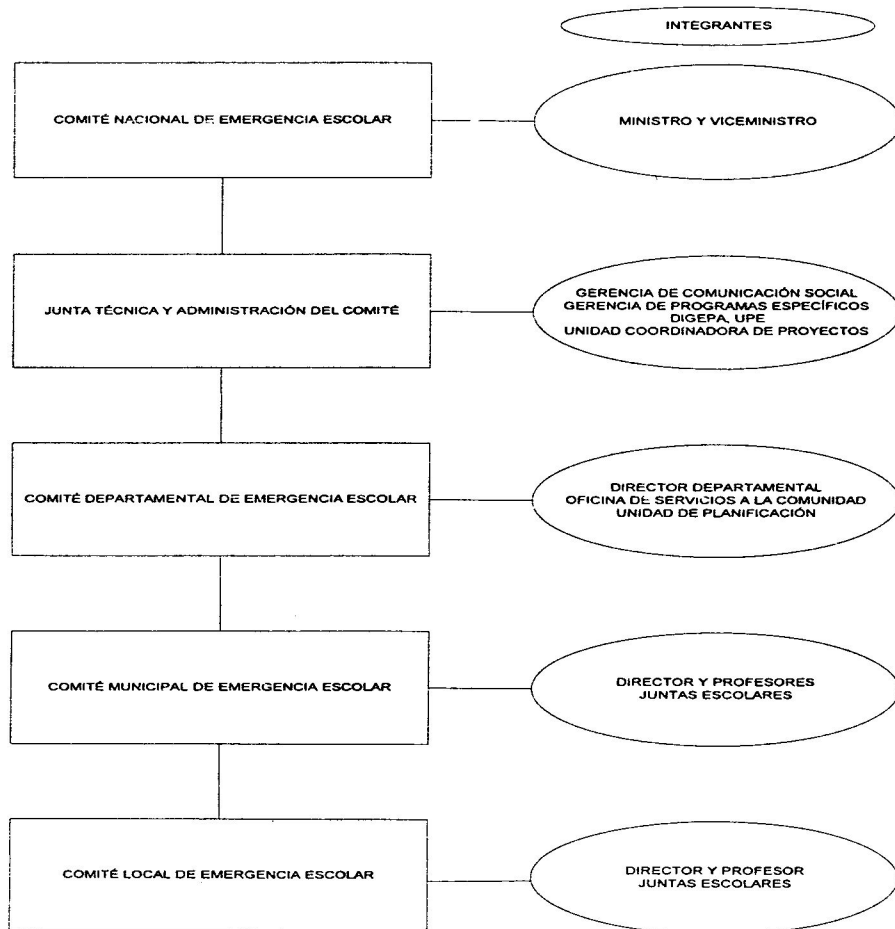 INTEGRANTES
COMITÉ NACIONAL DE EMERGENCIA ESCOLAR
MINISTRO Y VICEMINISTRO
JUNTA TÉCNICA Y ADMINISTRACIÓN DEL COMITÉ
GERENCIA DE COMUNICACIÓN SOCIAL
GERENCIA DE PROGRAMAS ESPECÍFICOS
DIGEPA, UPE
UNIDAD COORDINADORA DE PROYECTOS
COMITÉ DEPARTAMENTAL DE EMERGENCIA ESCOLAR
DIRECTOR DEPARTAMENTAL
OFICINA DE SERVICIOS A LA COMUNIDAD
UNIDAD DE PLANIFICACIÓN
COMITÉ MUNICIPAL DE EMERGENCIA ESCOLAR
DIRECTOR Y PROFESORES
JUNTAS ESCOLARES
COMITÉ LOCAL DE EMERGENCIA ESCOLAR
DIRECTOR Y PROFESOR
JUNTAS ESCOLARES